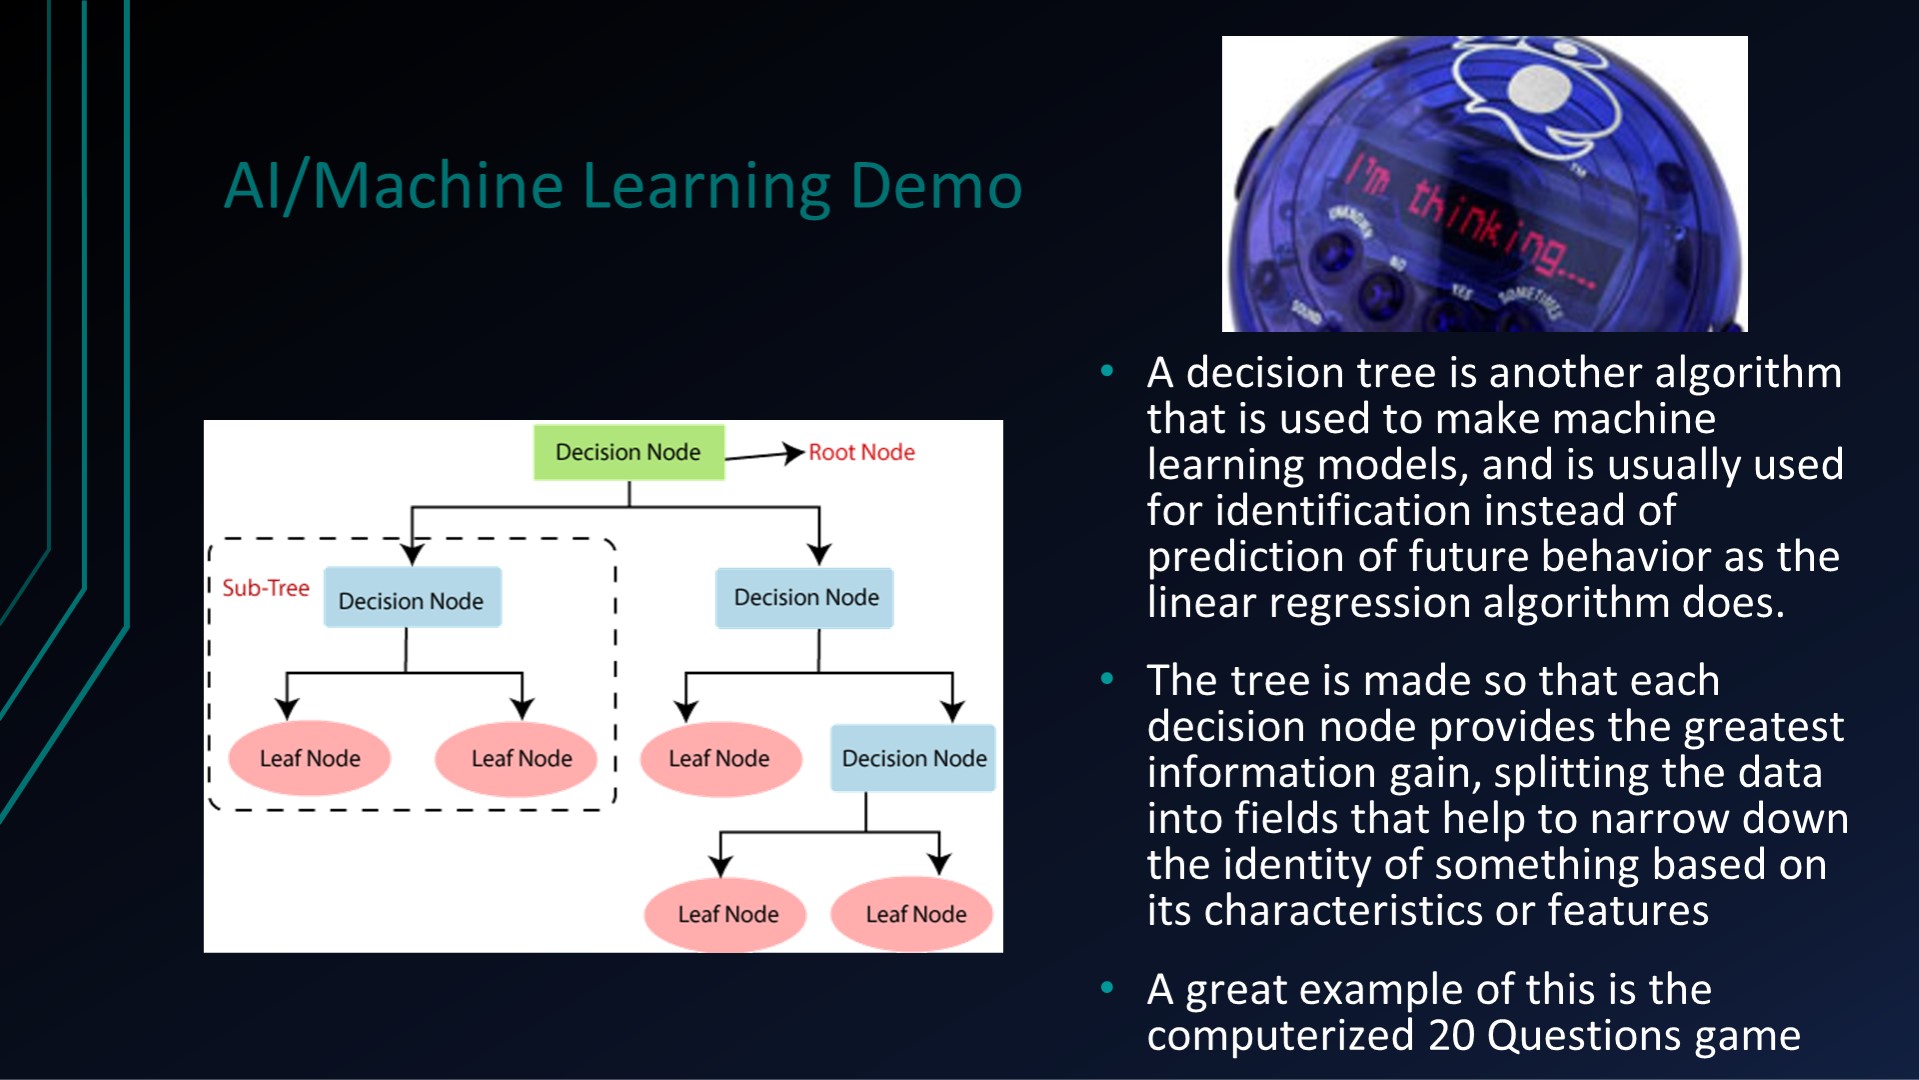 AI/Machine Learning Demo
TM
I'm thinking....
UNKNOWN
NO
YES
SOMETIMES
SOUND
Decision Node
Root Node
Sub-Tree
Decision Node
Decision Node
Leaf Node
Leaf Node
Leaf Node
Decision Node
Leaf Node
Leaf Node
• A decision tree is another algorithm
that is used to make machine
learning models, and is usually used
for identification instead of
prediction of future behavior as the
linear regression algorithm does.
• The tree is made so that each
decision node provides the greatest
information gain, splitting the data
into fields that help to narrow down
the identity of something based on
its characteristics or features
• A great example of this is the
computerized 20 Questions game